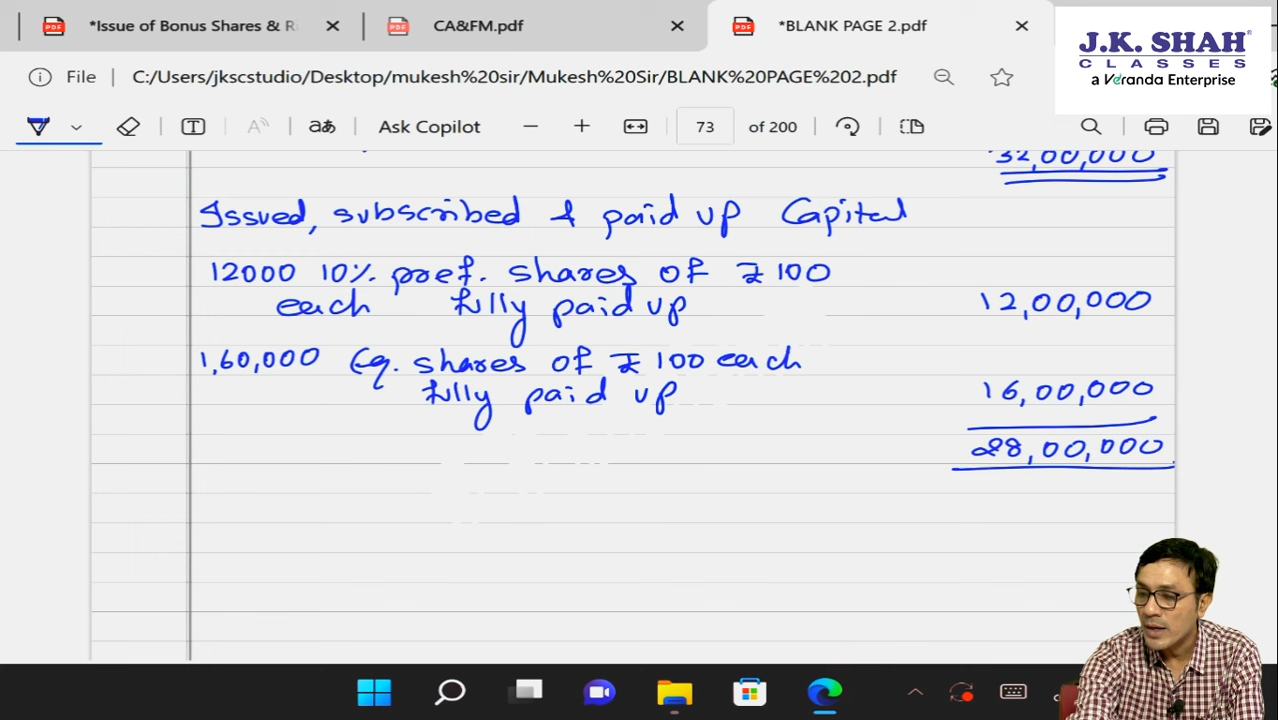 *Issue of Bonus Shares & Ri
CA&FM.pdf
*BLANK PAGE 2.pdf
J.K. SHAH®
CLASSES
a Veranda Enterprise
File
C:/Users/jkscstudio/Desktop/mukesh%20sir/Mukesh%20Sir/BLANK%20PAGE%202.pdf
aあ
Ask Copilot
73 of 200
32,00,000
Issued, subscribed & paid up Capital
12000 10% pref. shares of ₹100
each fully paid up 12,00,000
1,60,000 Eq. shares of ₹100 each
fully paid up 16,00,000
28,00,000